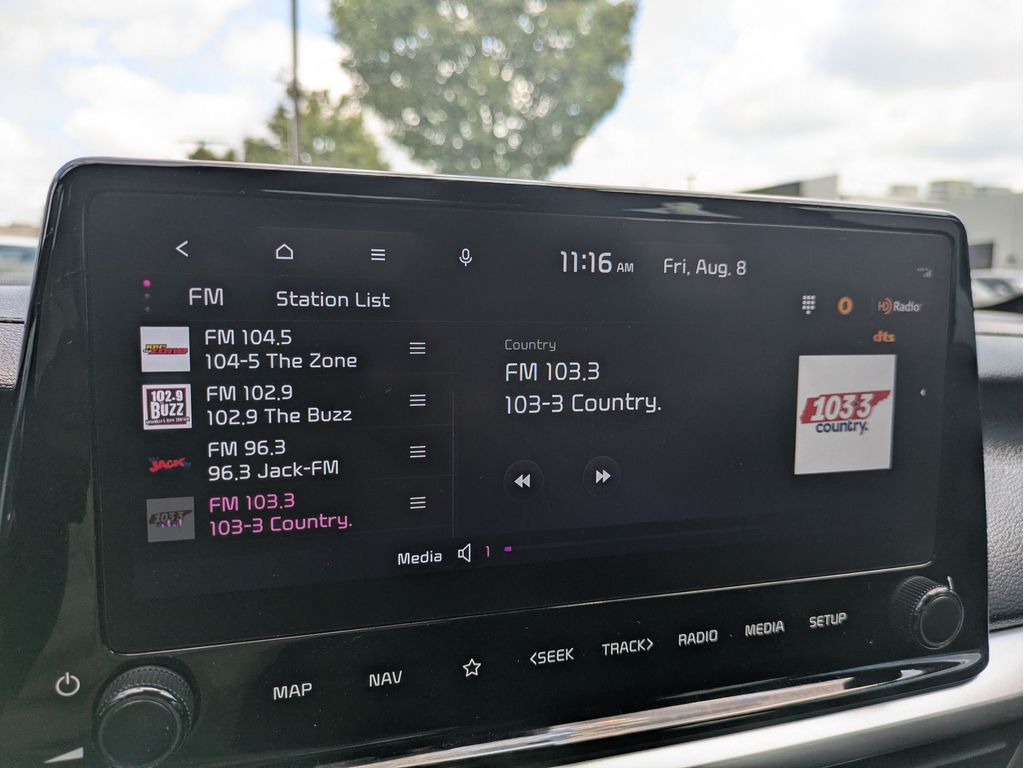 11:16 AM Fri, Aug. 8
FM Station List
HD Radio
dts
FM 104.5
104-5 The Zone
102.9
BUZZ
FM 102.9
102.9 The Buzz
JACK
FM 96.3
96.3 Jack-FM
FM 103.3
103-3 Country.
Country
FM 103.3
103-3 Country.
1033
country.
Media 1
MAP NAV <SEEK TRACK> RADIO MEDIA SETUP